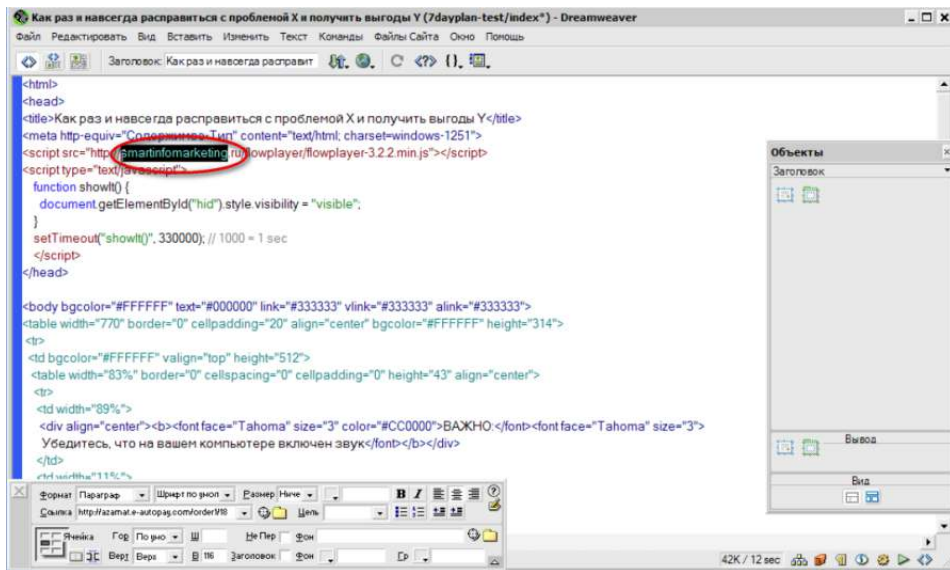 Как раз и навсегда расправиться с проблемой X и получить выгоды Y (7dayplan-test/index*) - Dreamweaver
Файл Редактировать Вид Вставить Изменить Текст Команды Файлы Сайта Окно Помощь
Заголовок: Как раз и навсегда расправит
<html>
<head>
<title>Как раз и навсегда расправиться с проблемой X и получить выгоды Y</title>
<meta http-equiv="Содержимое-Тип" content="text/html; charset=windows-1251">
<script src="http://smartinfomarketing.ru/flowplayer/flowplayer-3.2.2.min.js"></script>
<script type="text/javascript">
function showIt() {
document.getElementById("hid").style.visibility = "visible";
}
setTimeout("showIt()", 330000); // 1000 = 1 sec
</script>
</head>
<body bgcolor="#FFFFFF" text="#000000" link="#333333" vlink="#333333" alink="#333333">
<table width="770" border="0" cellpadding="20" align="center" bgcolor="#FFFFFF" height="314">
<tr>
<td bgcolor="#FFFFFF" valign="top" height="512">
<table width="83%" border="0" cellspacing="0" cellpadding="0" height="43" align="center">
<tr>
<td width="89%">
<div align="center"><b><font face="Tahoma" size="3" color="#CC0000">ВАЖНО:</font><font face="Tahoma" size="3">
Убедитесь, что на вашем компьютере включен звук</font></b></div>
</td>
<td width="11%">
Объекты
Заголовок
Вывод
Вид
Формат Параграф Шрифт по умол Размер Ниче B I
Ссылка http://azamat.e-autopay.com/order1/18 Цель
Ячейка Гор По умо Ш Не Пер Фон
Верт Верх В 116 Заголовок Фон Гр
42K / 12 sec